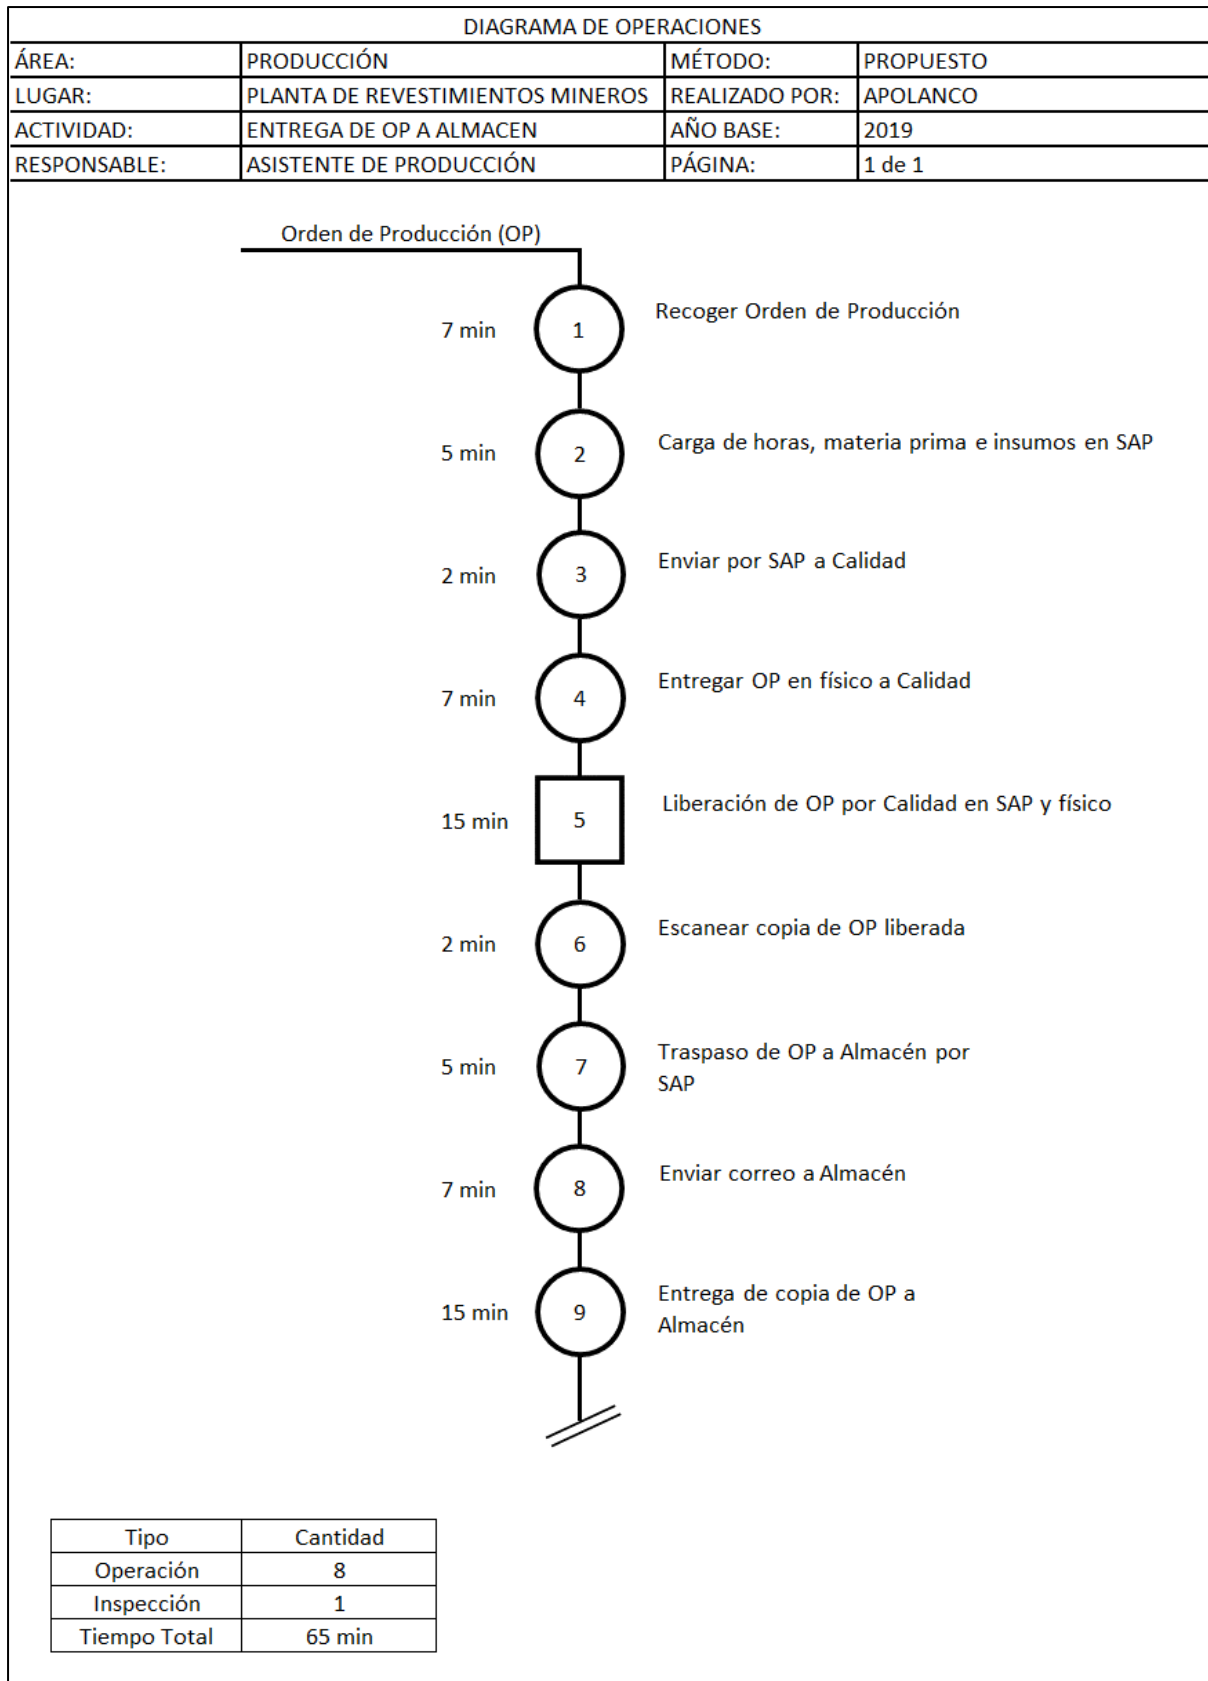 DIAGRAMA DE OPERACIONES
ÁREA: PRODUCCIÓN MÉTODO: PROPUESTO
LUGAR: PLANTA DE REVESTIMIENTOS MINEROS REALIZADO POR: APOLANCO
ACTIVIDAD: ENTREGA DE OP A ALMACEN AÑO BASE: 2019
RESPONSABLE: ASISTENTE DE PRODUCCIÓN PÁGINA: 1 de 1
Orden de Producción (OP)
7 min 1 Recoger Orden de Producción
5 min 2 Carga de horas, materia prima e insumos en SAP
2 min 3 Enviar por SAP a Calidad
7 min 4 Entregar OP en físico a Calidad
15 min 5 Liberación de OP por Calidad en SAP y físico
2 min 6 Escanear copia de OP liberada
5 min 7 Traspaso de OP a Almacén por
SAP
7 min 8 Enviar correo a Almacén
15 min 9 Entrega de copia de OP a
Almacén
Tipo Cantidad
Operación 8
Inspección 1
Tiempo Total 65 min